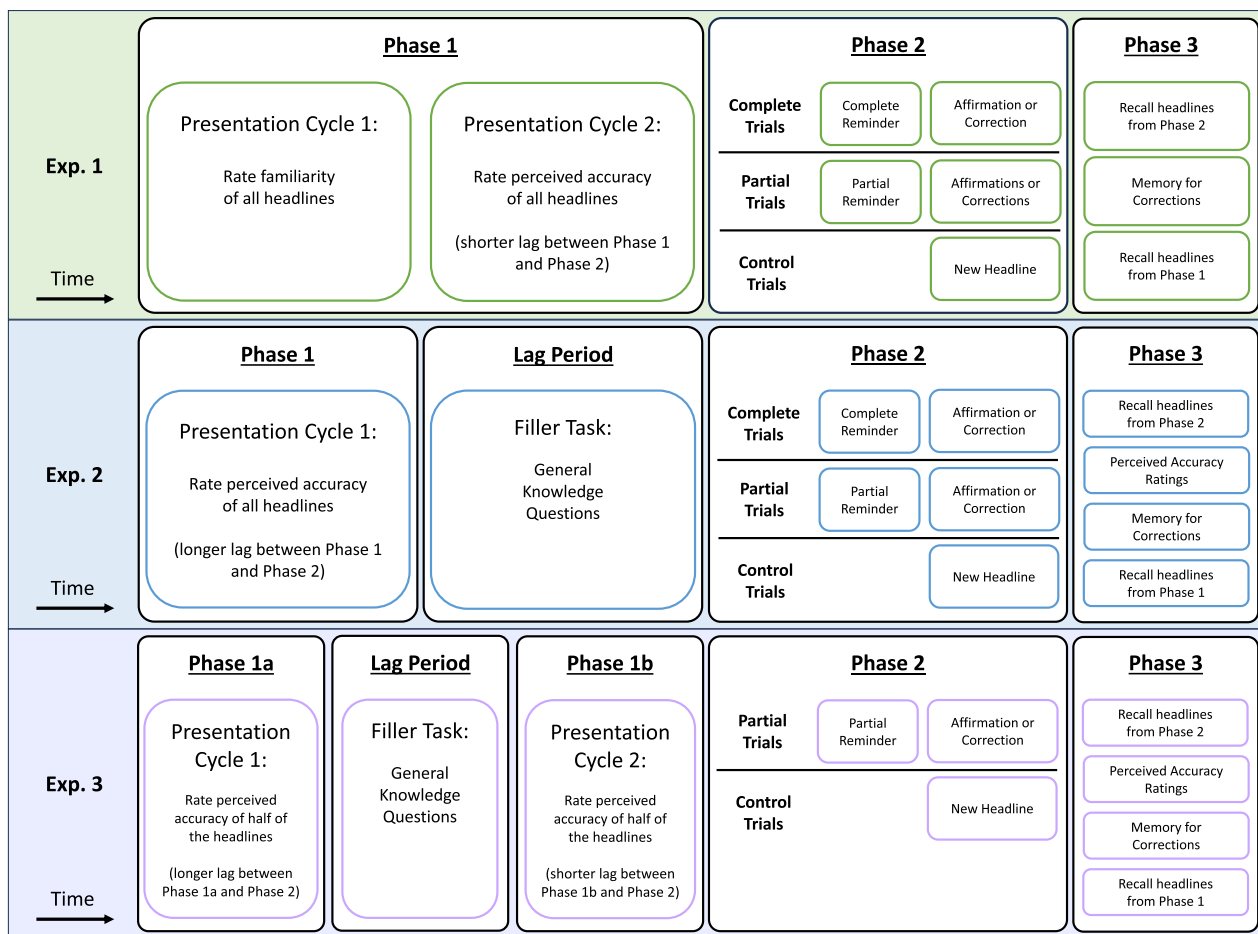 Exp. 1
Time
Phase 1
Presentation Cycle 1:
Rate familiarity
of all headlines
Presentation Cycle 2:
Rate perceived accuracy
of all headlines
(shorter lag between Phase 1
and Phase 2)
Phase 2
Complete
Trials
Complete
Reminder
Affirmation or
Correction
Partial
Trials
Partial
Reminder
Affirmations or
Corrections
Control
Trials
New Headline
Phase 3
Recall headlines
from Phase 2
Memory for
Corrections
Recall headlines
from Phase 1
Exp. 2
Time
Phase 1
Presentation Cycle 1:
Rate perceived accuracy
of all headlines
(longer lag between Phase 1
and Phase 2)
Lag Period
Filler Task:
General
Knowledge
Questions
Phase 2
Complete
Trials
Complete
Reminder
Affirmation or
Correction
Partial
Trials
Partial
Reminder
Affirmation or
Correction
Control
Trials
New Headline
Phase 3
Recall headlines
from Phase 2
Perceived Accuracy
Ratings
Memory for
Corrections
Recall headlines
from Phase 1
Exp. 3
Time
Phase 1a
Presentation
Cycle 1:
Rate perceived
accuracy of half of
the headlines
(longer lag between
Phase 1a and Phase 2)
Lag Period
Filler Task:
General
Knowledge
Questions
Phase 1b
Presentation
Cycle 2:
Rate perceived
accuracy of half of
the headlines
(shorter lag between
Phase 1b and Phase 2)
Phase 2
Partial
Trials
Partial
Reminder
Affirmation or
Correction
Control
Trials
New Headline
Phase 3
Recall headlines
from Phase 2
Perceived Accuracy
Ratings
Memory for
Corrections
Recall headlines
from Phase 1